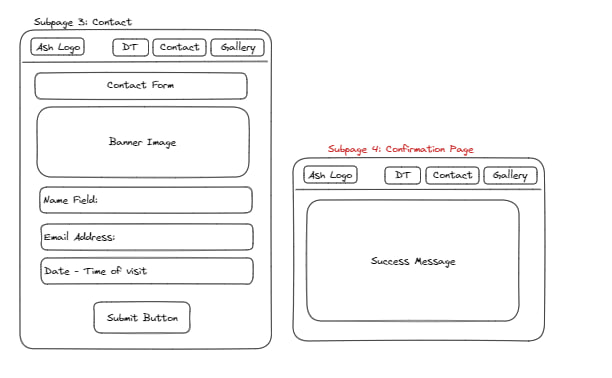 Subpage 3: Contact
Ash Logo DT Contact Gallery
Contact Form
Banner Image
Name Field:
Email Address:
Date - Time of visit
Submit Button
Subpage 4: Confirmation Page
Ash Logo DT Contact Gallery
Success Message